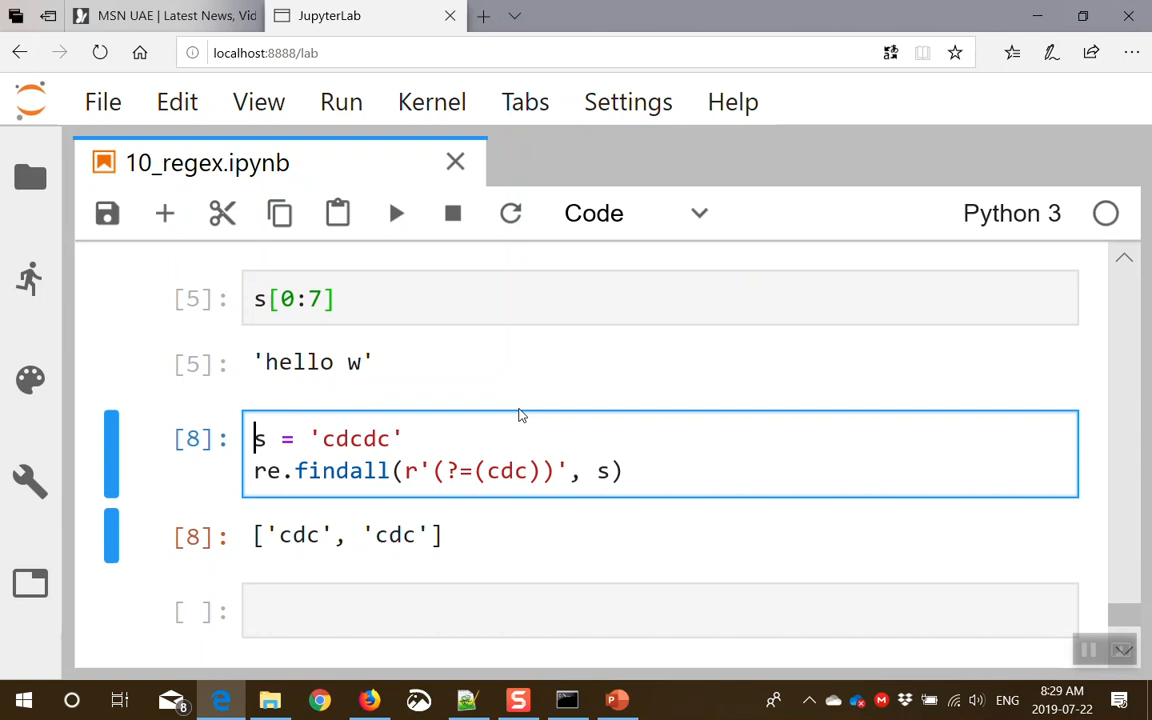 MSN UAE | Latest News, Vid
JupyterLab
localhost:8888/lab
File Edit View Run Kernel Tabs Settings Help
10_regex.ipynb
Code
Python 3
[5]: s[0:7]
[5]: 'hello w'
[8]: s = 'cdcdc'
re.findall(r'(?=(cdc))', s)
[8]: ['cdc', 'cdc']
[ ]:
8
ENG
8:29 AM
2019-07-22